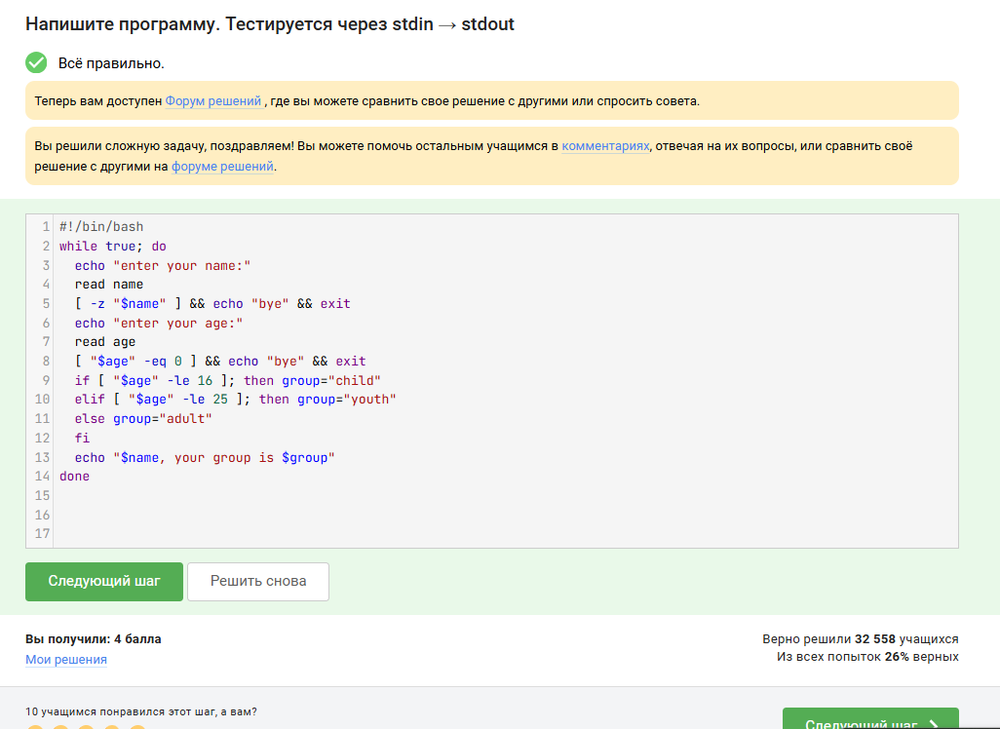 Напишите программу. Тестируется через stdin → stdout
Всё правильно.
Теперь вам доступен Форум решений , где вы можете сравнить свое решение с другими или спросить совета.
Вы решили сложную задачу, поздравляем! Вы можете помочь остальным учащимся в комментариях, отвечая на их вопросы, или сравнить своё
решение с другими на форуме решений.
1 #!/bin/bash
2 while true; do
3   echo "enter your name:"
4   read name
5   [ -z "$name" ] && echo "bye" && exit
6   echo "enter your age:"
7   read age
8   [ "$age" -eq 0 ] && echo "bye" && exit
9   if [ "$age" -le 16 ]; then group="child"
10   elif [ "$age" -le 25 ]; then group="youth"
11   else group="adult"
12   fi
13   echo "$name, your group is $group"
14 done
15
16
17
Следующий шаг
Решить снова
Вы получили: 4 балла
Мои решения
Верно решили 32 558 учащихся
Из всех попыток 26% верных
10 учащимся понравился этот шаг, а вам?
Следующий шаг